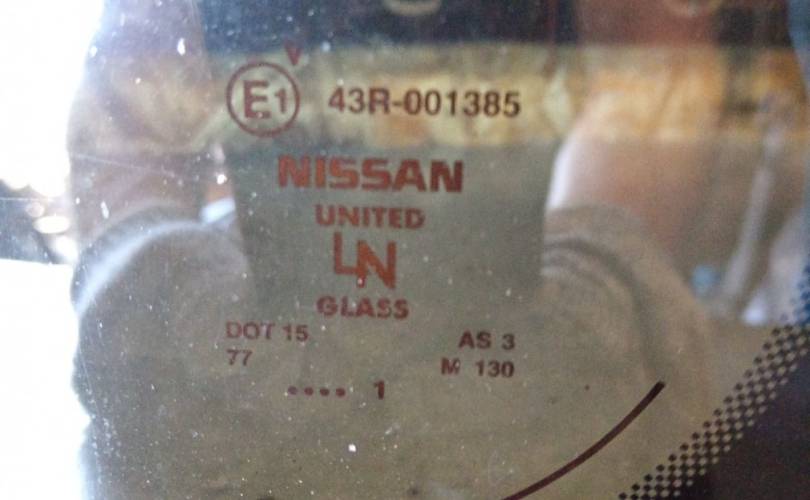 V
E1 43R-001385
NISSAN
UNITED
LN
GLASS
DOT 15 AS 3
77 M 130
.... 1